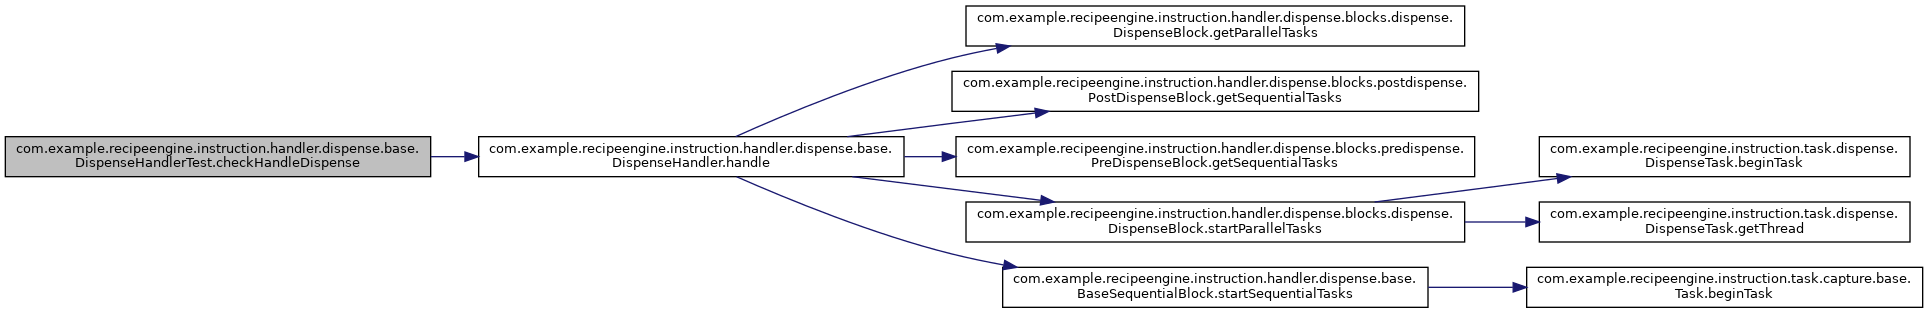 com.example.recipeengine.instruction.handler.dispense.base.
DispenseHandlerTest.checkHandleDispense
com.example.recipeengine.instruction.handler.dispense.base.
DispenseHandler.handle
com.example.recipeengine.instruction.handler.dispense.blocks.dispense.
DispenseBlock.getParallelTasks
com.example.recipeengine.instruction.handler.dispense.blocks.postdispense.
PostDispenseBlock.getSequentialTasks
com.example.recipeengine.instruction.handler.dispense.blocks.predispense.
PreDispenseBlock.getSequentialTasks
com.example.recipeengine.instruction.handler.dispense.blocks.dispense.
DispenseBlock.startParallelTasks
com.example.recipeengine.instruction.handler.dispense.base.
BaseSequentialBlock.startSequentialTasks
com.example.recipeengine.instruction.task.dispense.
DispenseTask.beginTask
com.example.recipeengine.instruction.task.dispense.
DispenseTask.getThread
com.example.recipeengine.instruction.task.capture.base.
Task.beginTask